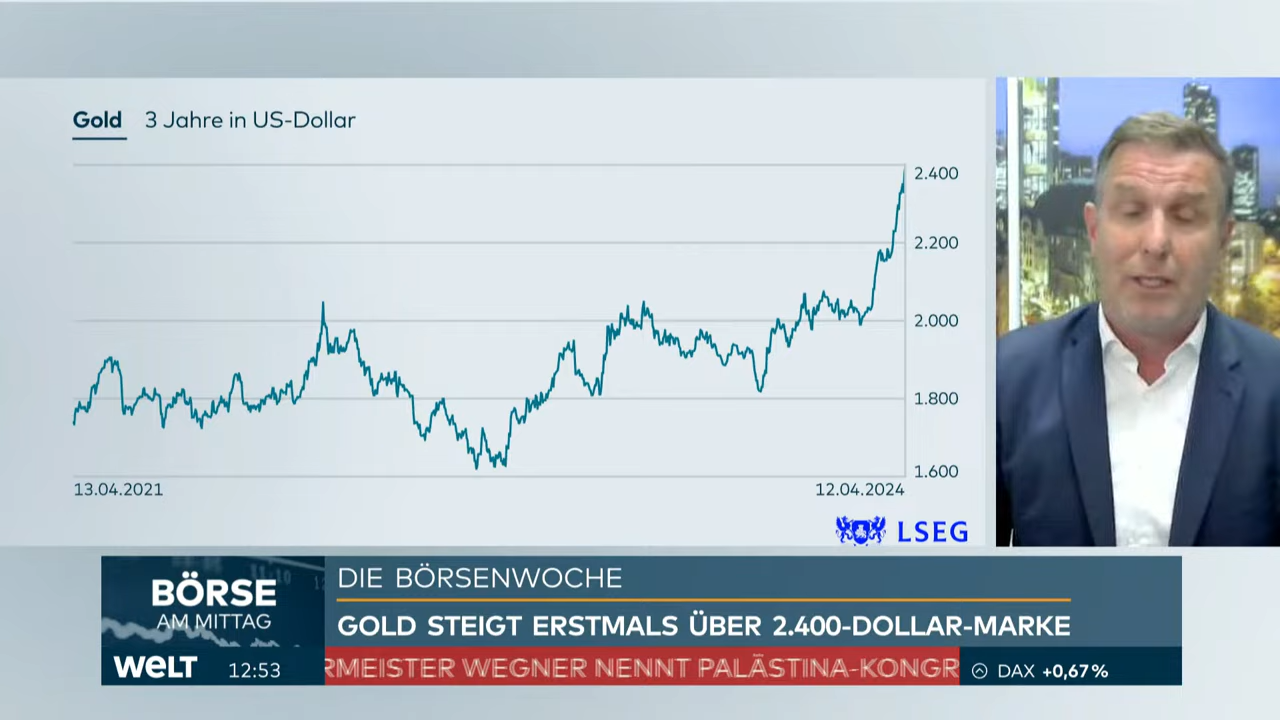 Gold 3 Jahre in US-Dollar
2.400
2.200
2.000
1.800
1.600
13.04.2021 12.04.2024
LSEG
BÖRSE
AM MITTAG
DIE BÖRSENWOCHE
GOLD STEIGT ERSTMALS ÜBER 2.400-DOLLAR-MARKE
WELT 12:53
RMEISTER WEGNER NENNT PALÄSTINA-KONGR
DAX +0,67%